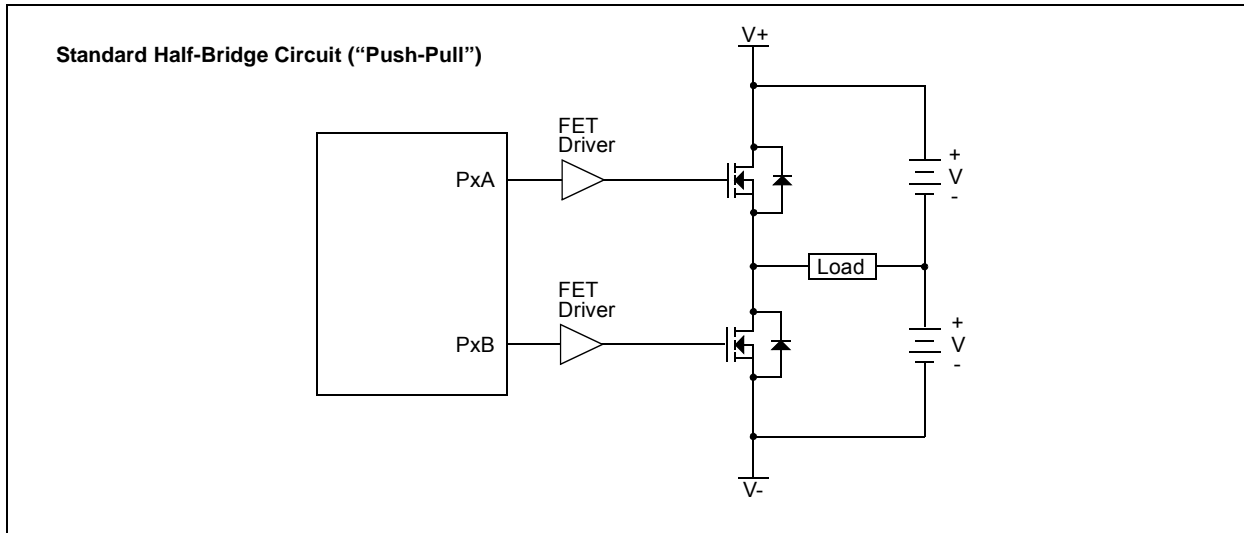 Standard Half-Bridge Circuit (“Push-Pull”)
V+
FET
Driver
PxA
+
V
-
Load
FET
Driver
PxB
+
V
-
V-